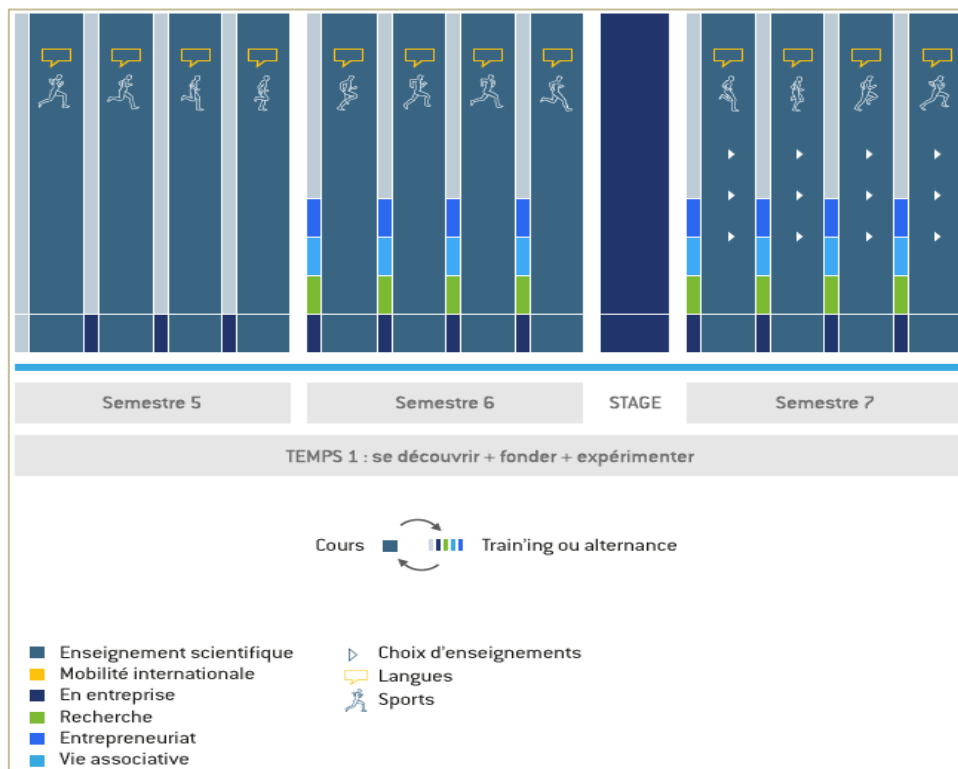 Semestre 5
Semestre 6
STAGE
Semestre 7
TEMPS 1 : se découvrir + fonder + expérimenter
Cours
Train'ing ou alternance
Enseignement scientifique
Mobilité internationale
En entreprise
Recherche
Entrepreneuriat
Vie associative
Choix d'enseignements
Langues
Sports